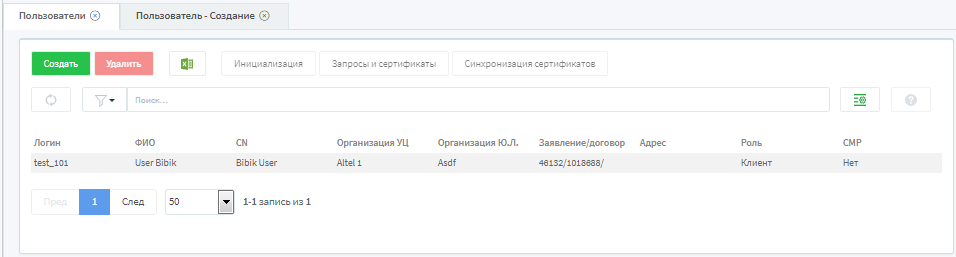 Пользователи Пользователь - Создание
Создать Удалить Инициализация Запросы и сертификаты Синхронизация сертификатов
Поиск...
Логин ФИО CN Организация УЦ Организация Ю.Л. Заявление/договор Адрес Роль СМР
test_101 User Bibik Bibik User Altel 1 Asdf 46132/1018688/ Клиент Нет
Пред 1 След 50 1-1 запись из 1